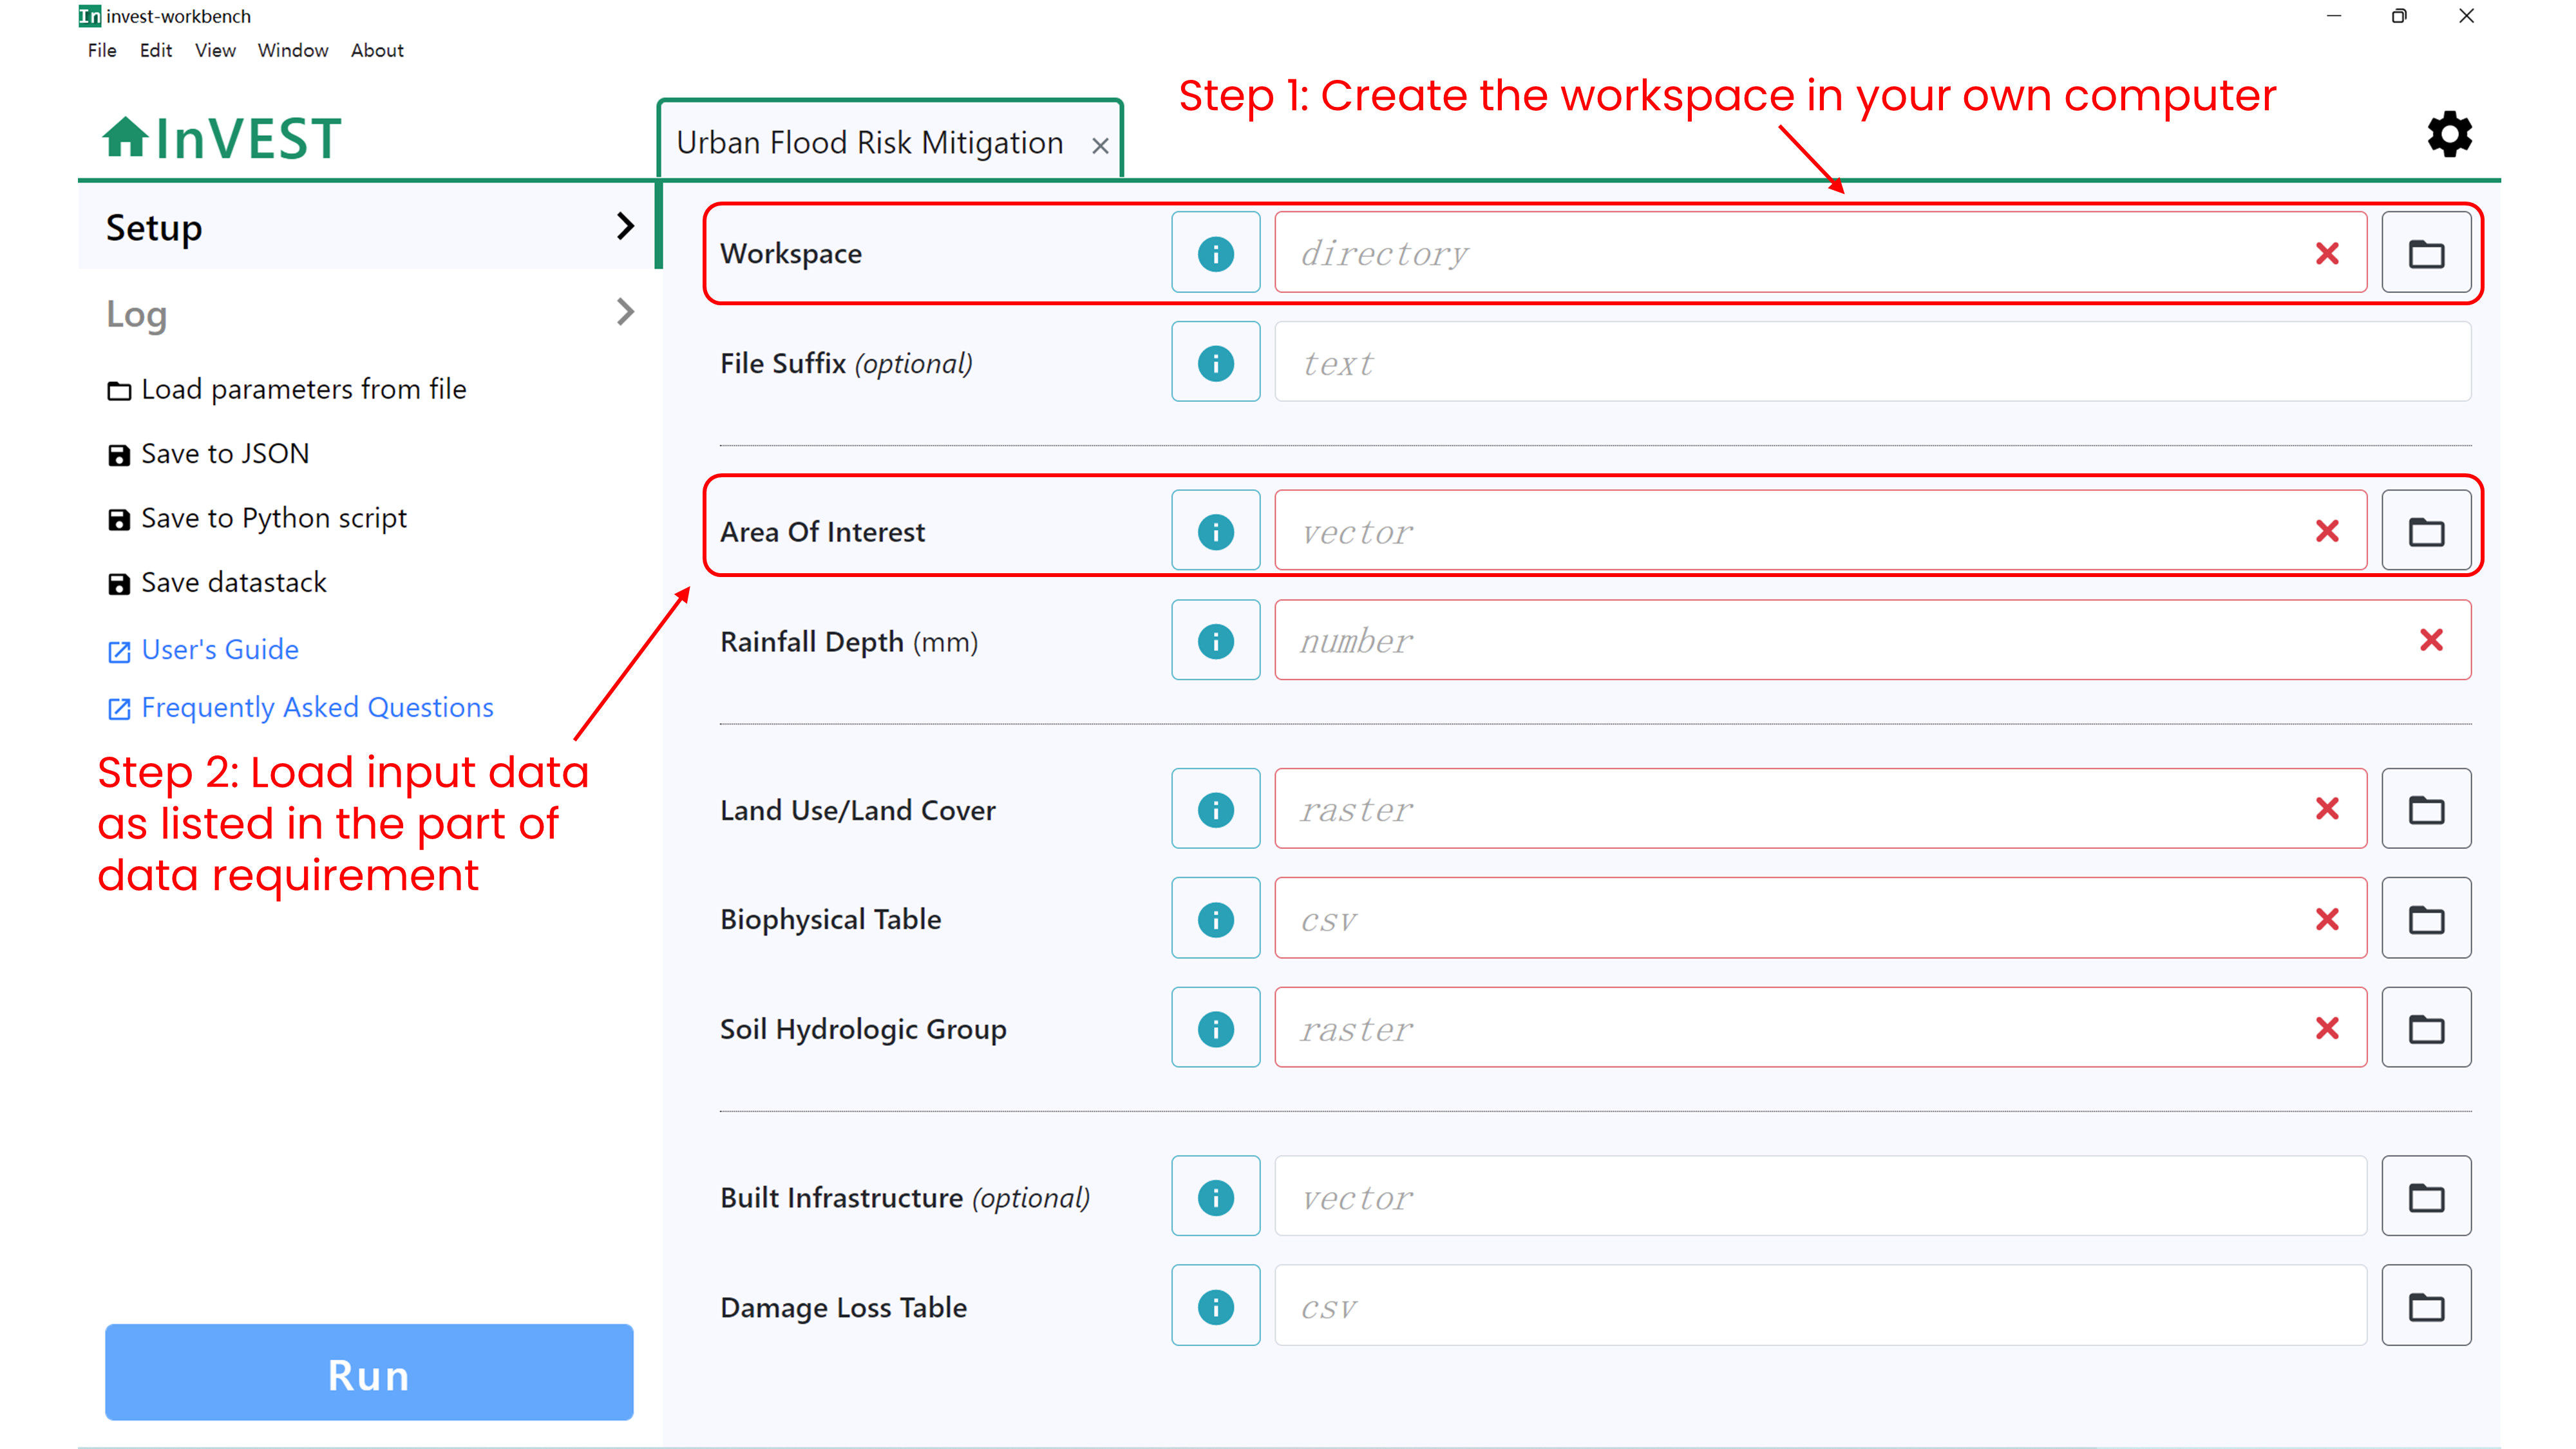 In invest-workbench
File Edit View Window About
Step 1: Create the workspace in your own computer
InVEST
Urban Flood Risk Mitigation ×
Setup
Workspace i directory
Log
File Suffix (optional) i text
Load parameters from file
Save to JSON
Save to Python script
Area Of Interest i vector
Save datastack
User's Guide
Rainfall Depth (mm) i number
Frequently Asked Questions
Step 2: Load input data
as listed in the part of
data requirement
Land Use/Land Cover i raster
Biophysical Table i csv
Soil Hydrologic Group i raster
Built Infrastructure (optional) i vector
Damage Loss Table i csv
Run